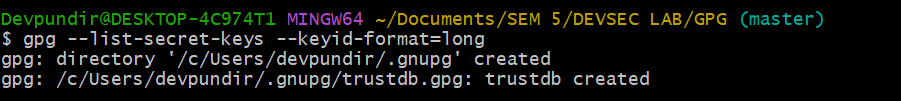 Devpundir@DESKTOP-4C974T1 MINGW64 ~/Documents/SEM 5/DEVSEC LAB/GPG (master)
$ gpg --list-secret-keys --keyid-format=long
gpg: directory '/c/Users/devpundir/.gnupg' created
gpg: /c/Users/devpundir/.gnupg/trustdb.gpg: trustdb created